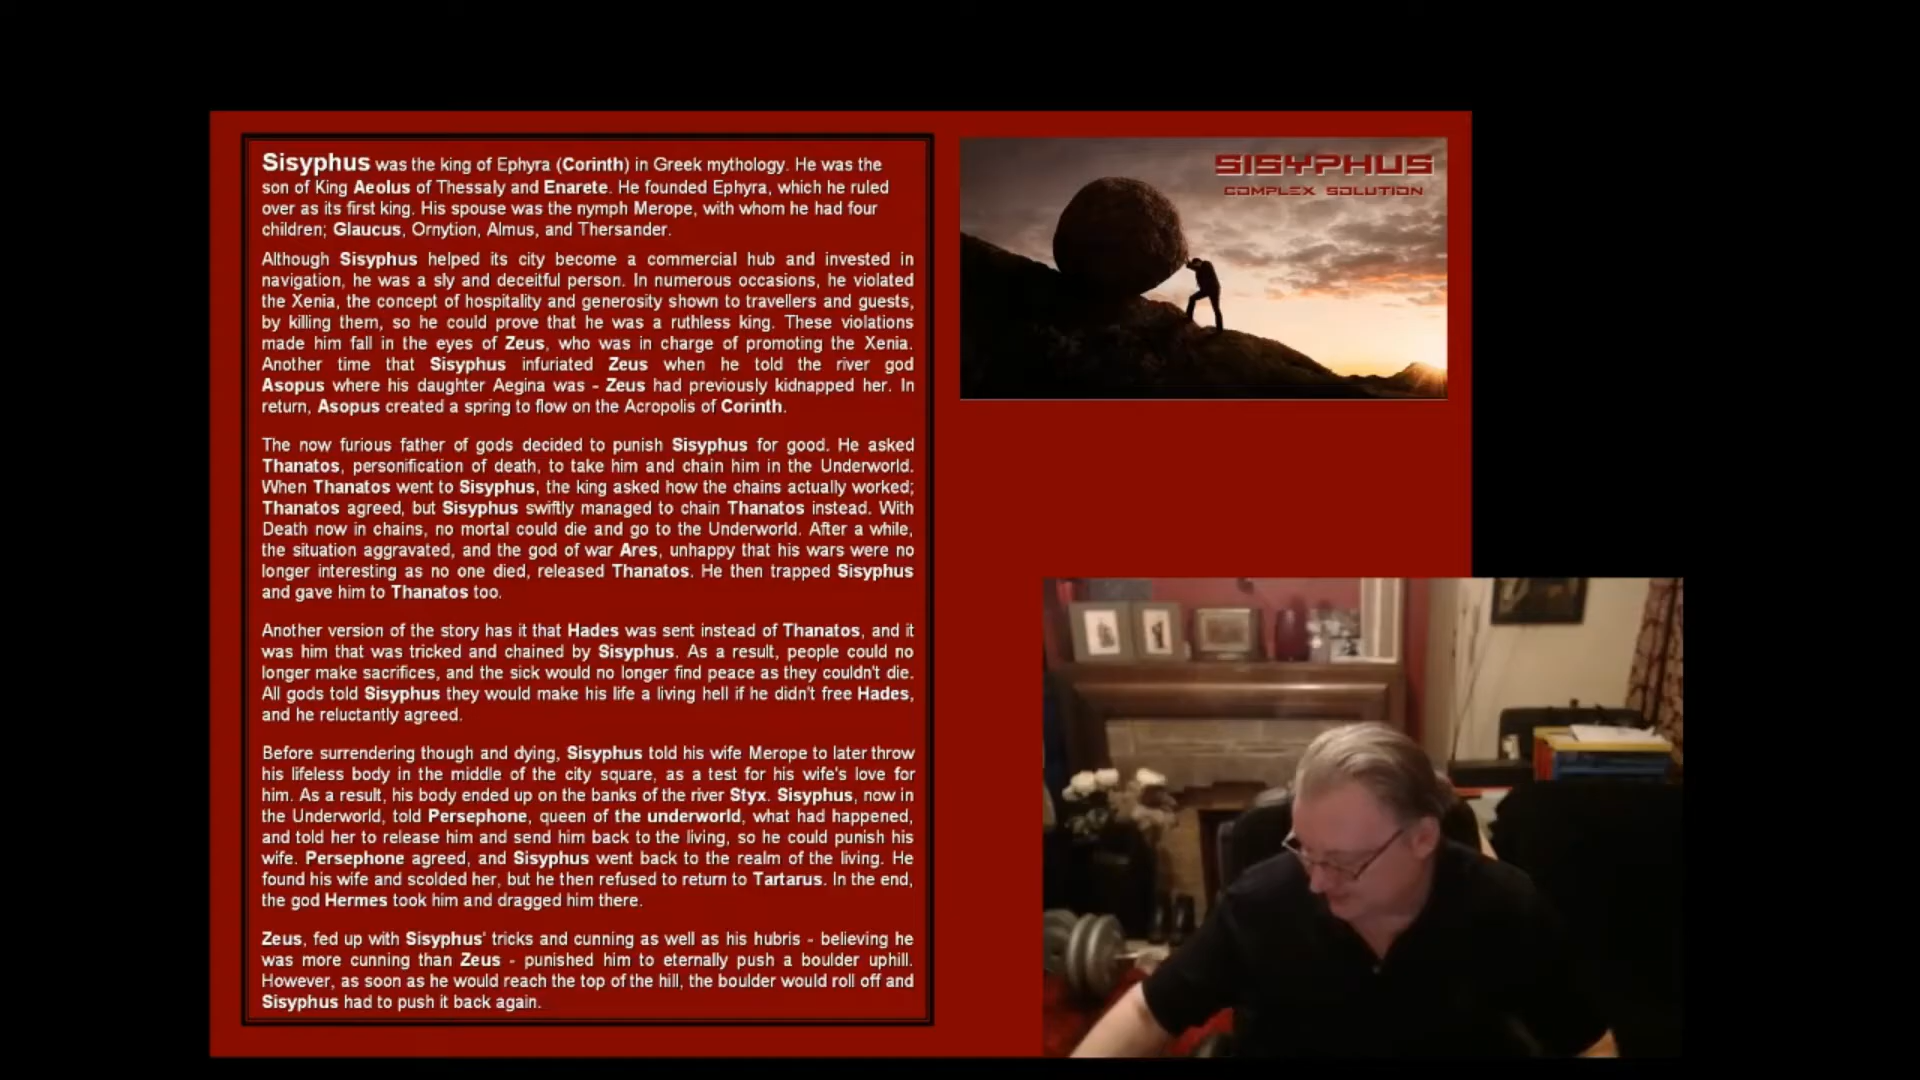 Sisyphus was the king of Ephyra (Corinth) in Greek mythology. He was the
son of King Aeolus of Thessaly and Enarete. He founded Ephyra, which he ruled
over as its first king. His spouse was the nymph Merope, with whom he had four
children; Glaucus, Ornytion, Almus, and Thersander.
Although Sisyphus helped its city become a commercial hub and invested in
navigation, he was a sly and deceitful person. In numerous occasions, he violated
the Xenia, the concept of hospitality and generosity shown to travellers and guests,
by killing them, so he could prove that he was a ruthless king. These violations
made him fall in the eyes of Zeus, who was in charge of promoting the Xenia.
Another time that Sisyphus infuriated Zeus when he told the river god
Asopus where his daughter Aegina was - Zeus had previously kidnapped her. In
return, Asopus created a spring to flow on the Acropolis of Corinth.
The now furious father of gods decided to punish Sisyphus for good. He asked
Thanatos, personification of death, to take him and chain him in the Underworld.
When Thanatos went to Sisyphus, the king asked how the chains actually worked;
Thanatos agreed, but Sisyphus swiftly managed to chain Thanatos instead. With
Death now in chains, no mortal could die and go to the Underworld. After a while,
the situation aggravated, and the god of war Ares, unhappy that his wars were no
longer interesting as no one died, released Thanatos. He then trapped Sisyphus
and gave him to Thanatos too.
Another version of the story has it that Hades was sent instead of Thanatos, and it
was him that was tricked and chained by Sisyphus. As a result, people could no
longer make sacrifices, and the sick would no longer find peace as they couldn't die.
All gods told Sisyphus they would make his life a living hell if he didn't free Hades,
and he reluctantly agreed.
Before surrendering though and dying, Sisyphus told his wife Merope to later throw
his lifeless body in the middle of the city square, as a test for his wife's love for
him. As a result, his body ended up on the banks of the river Styx. Sisyphus, now in
the Underworld, told Persephone, queen of the underworld, what had happened,
and told her to release him and send him back to the living, so he could punish his
wife. Persephone agreed, and Sisyphus went back to the realm of the living. He
found his wife and scolded her, but he then refused to return to Tartarus. In the end,
the god Hermes took him and dragged him there.
Zeus, fed up with Sisyphus' tricks and cunning as well as his hubris - believing he
was more cunning than Zeus - punished him to eternally push a boulder uphill.
However, as soon as he would reach the top of the hill, the boulder would roll off and
Sisyphus had to push it back again.
SISYPHUS
COMPLEX SOLUTION